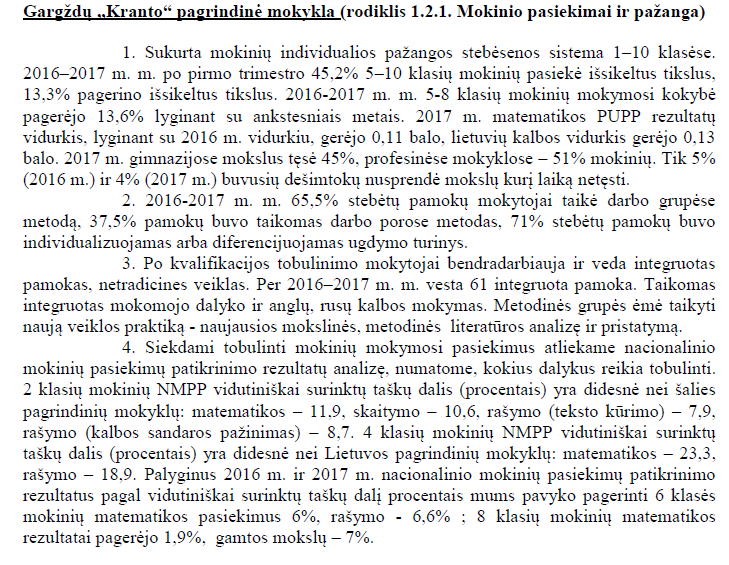 Gargždų „Kranto“ pagrindinė mokykla (rodiklis 1.2.1. Mokinio pasiekimai ir pažanga)
1. Sukurta mokinių individualios pažangos stebėsenos sistema 1–10 klasėse.
2016–2017 m. m. po pirmo trimestro 45,2% 5–10 klasių mokinių pasiekė išsikeltus tikslus,
13,3% pagerino išsikeltus tikslus. 2016-2017 m. m. 5-8 klasių mokinių mokymosi kokybė
pagerėjo 13,6% lyginant su ankstesniais metais. 2017 m. matematikos PUPP rezultatų
vidurkis, lyginant su 2016 m. vidurkiu, gerėjo 0,11 balo, lietuvių kalbos vidurkis gerėjo 0,13
balo. 2017 m. gimnazijose mokslus tęsė 45%, profesinėse mokyklose – 51% mokinių. Tik 5%
(2016 m.) ir 4% (2017 m.) buvusių dešimtokų nusprendė mokslų kurį laiką netęsti.
2. 2016-2017 m. m. 65,5% stebėtų pamokų mokytojai taikė darbo grupėse
metodą, 37,5% pamokų buvo taikomas darbo porose metodas, 71% stebėtų pamokų buvo
individualizuojamas arba diferencijuojamas ugdymo turinys.
3. Po kvalifikacijos tobulinimo mokytojai bendradarbiauja ir veda integruotas
pamokas, netradicines veiklas. Per 2016–2017 m. m. vesta 61 integruota pamoka. Taikomas
integruotas mokomojo dalyko ir anglų, rusų kalbos mokymas. Metodinės grupės ėmė taikyti
naują veiklos praktiką - naujausios mokslinės, metodinės literatūros analizę ir pristatymą.
4. Siekdami tobulinti mokinių mokymosi pasiekimus atliekame nacionalinio
mokinių pasiekimų patikrinimo rezultatų analizę, numatome, kokius dalykus reikia tobulinti.
2 klasių mokinių NMPP vidutiniškai surinktų taškų dalis (procentais) yra didesnė nei šalies
pagrindinių mokyklų: matematikos – 11,9, skaitymo – 10,6, rašymo (teksto kūrimo) – 7,9,
rašymo (kalbos sandaros pažinimas) – 8,7. 4 klasių mokinių NMPP vidutiniškai surinktų
taškų dalis (procentais) yra didesnė nei Lietuvos pagrindinių mokyklų: matematikos – 23,3,
rašymo – 18,9. Palyginus 2016 m. ir 2017 m. nacionalinio mokinių pasiekimų patikrinimo
rezultatus pagal vidutiniškai surinktų taškų dalį procentais mums pavyko pagerinti 6 klasės
mokinių matematikos pasiekimus 6%, rašymo - 6,6% ; 8 klasių mokinių matematikos
rezultatai pagerėjo 1,9%, gamtos mokslų – 7%.